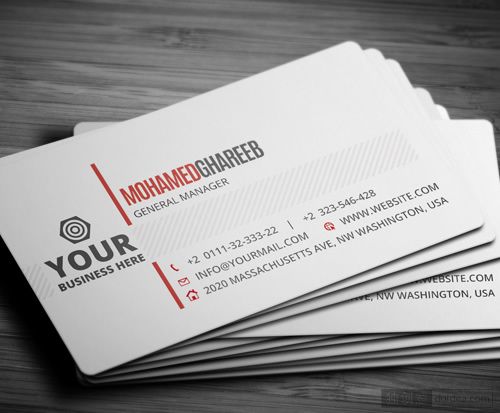 MOHAMEDGHAREEB
GENERAL MANAGER
YOUR
BUSINESS HERE
+2 0111-32-333-22 | +2 323-546-428
INFO@YOURMAIL.COM WWW.WEBSITE.COM
2020 MASSACHUSETTS AVE, NW WASHINGTON, USA
.WEBSITE.COM
NW WASHINGTON, USA